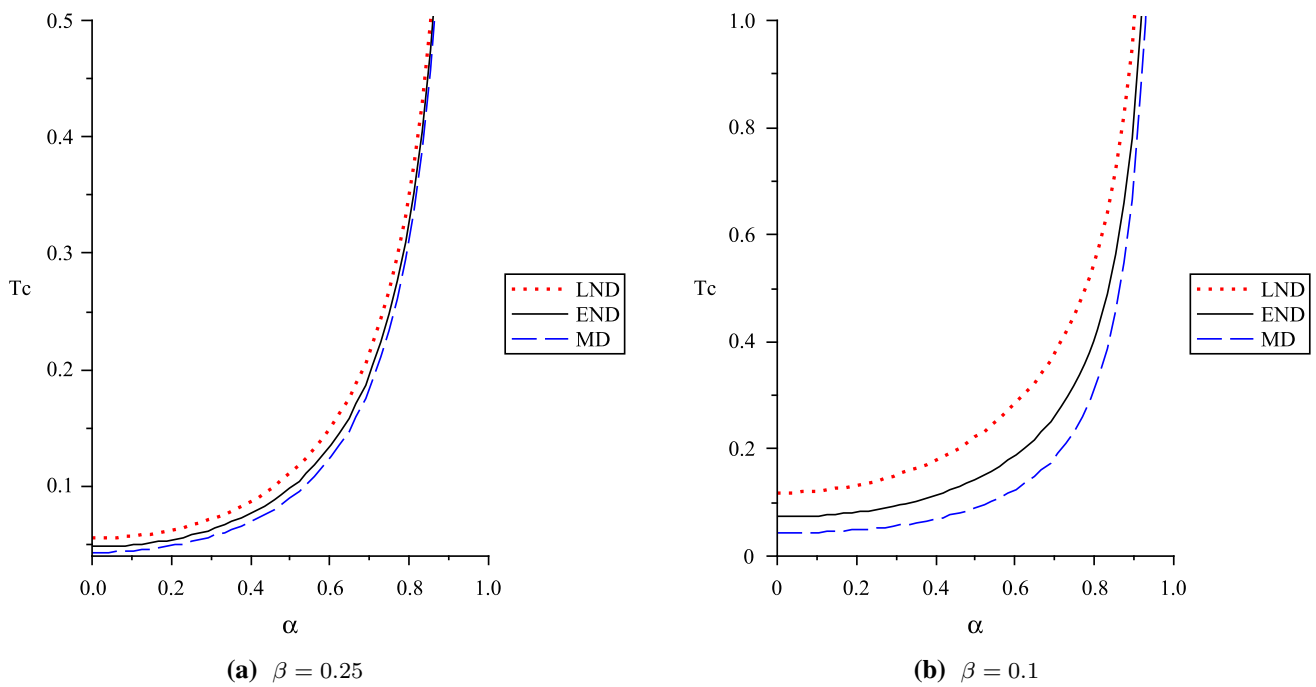 0.5
0.4
0.3
Tc
0.2
0.1
0.0 0.2 0.4 0.6 0.8 1.0
α
LND
END
MD
(a) β = 0.25
1.0
0.8
0.6
Tc
0.4
0.2
0
0 0.2 0.4 0.6 0.8 1.0
α
LND
END
MD
(b) β = 0.1